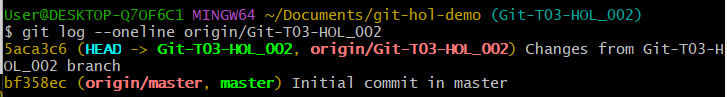 User@DESKTOP-Q7OF6C1 MINGW64 ~/Documents/git-hol-demo (Git-T03-HOL_002)
$ git log --oneline origin/Git-T03-HOL_002
5aca3c6 (HEAD -> Git-T03-HOL_002, origin/Git-T03-HOL_002) Changes from Git-T03-H
OL_002 branch
bf358ec (origin/master, master) Initial commit in master